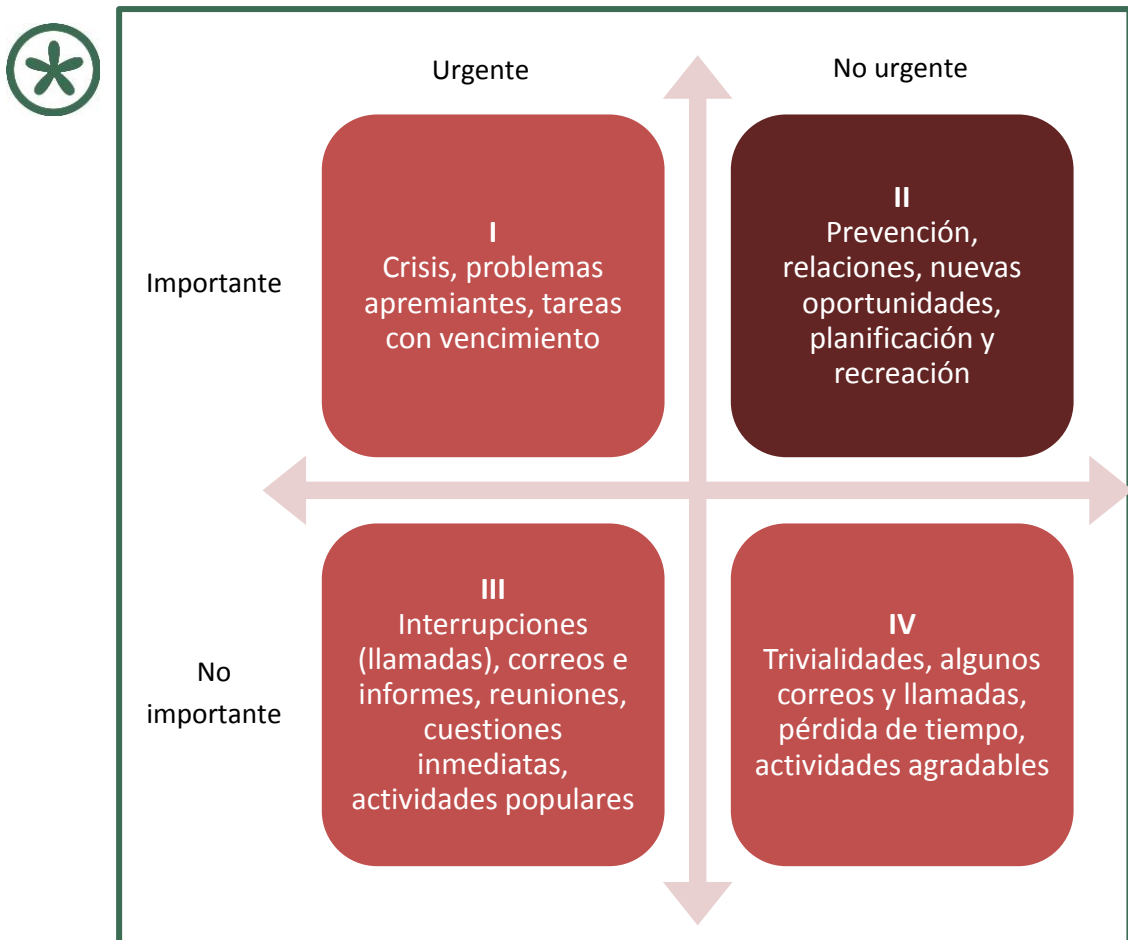 Urgente
No urgente
Importante
I
Crisis, problemas
apremiantes, tareas
con vencimiento
II
Prevención,
relaciones, nuevas
oportunidades,
planificación y
recreación
No
importante
III
Interrupciones
(llamadas), correos e
informes, reuniones,
cuestiones
inmediatas,
actividades populares
IV
Trivialidades, algunos
correos y llamadas,
pérdida de tiempo,
actividades agradables